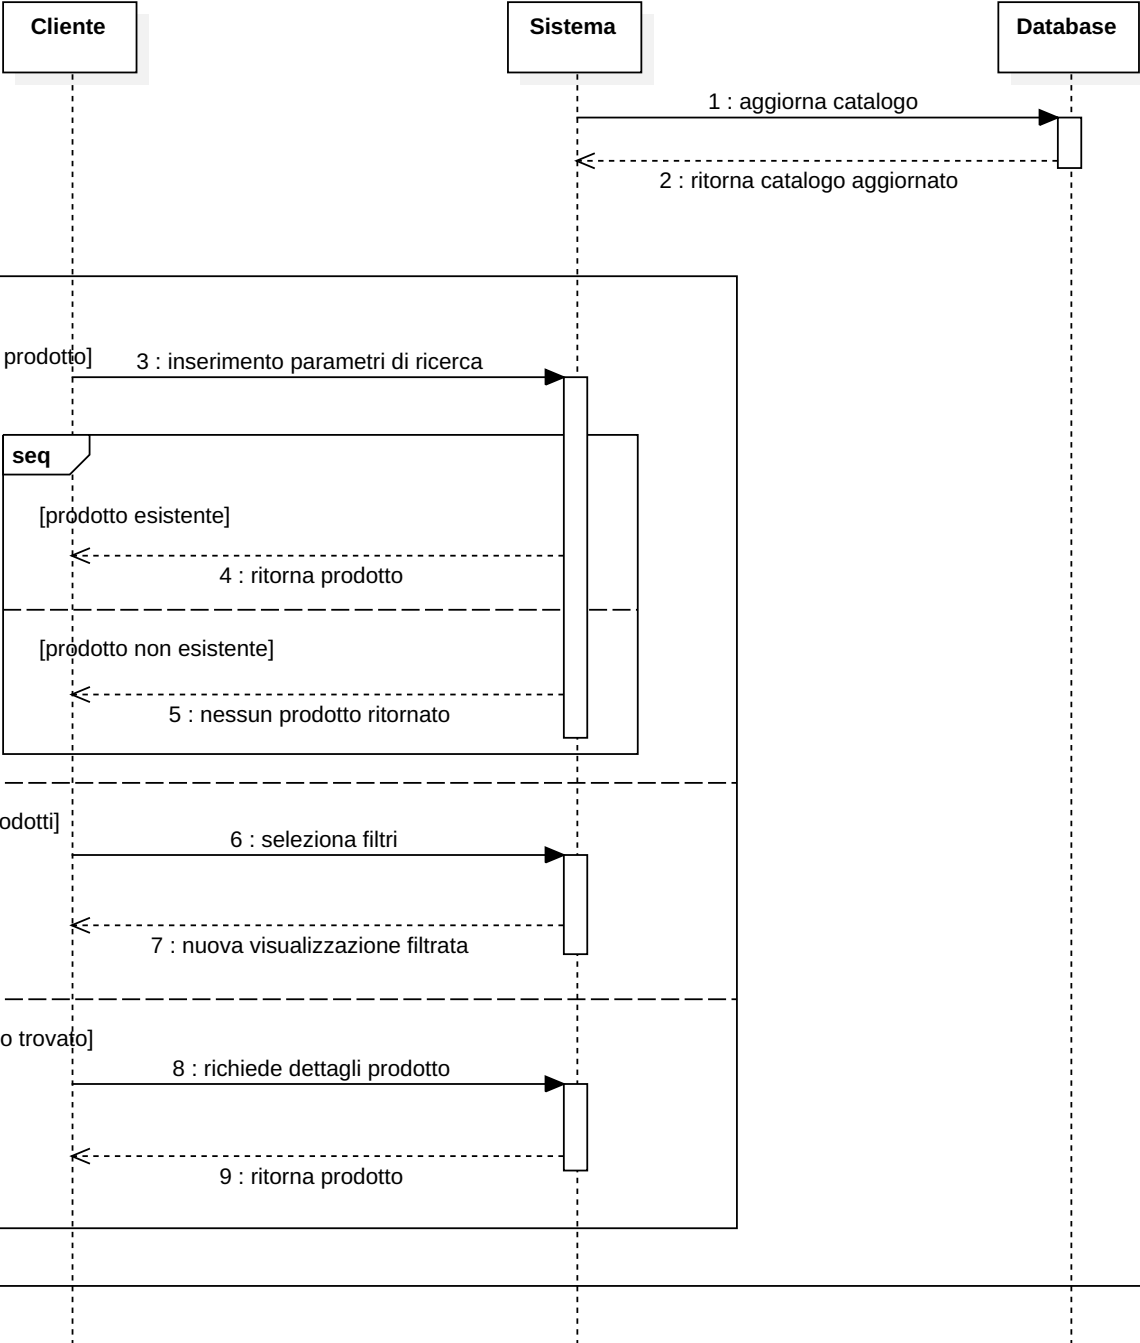 Cliente
Sistema
Database
1 : aggiorna catalogo
2 : ritorna catalogo aggiornato
prodotto]
3 : inserimento parametri di ricerca
seq
[prodotto esistente]
4 : ritorna prodotto
[prodotto non esistente]
5 : nessun prodotto ritornato
odotti]
6 : seleziona filtri
7 : nuova visualizzazione filtrata
o trovato]
8 : richiede dettagli prodotto
9 : ritorna prodotto